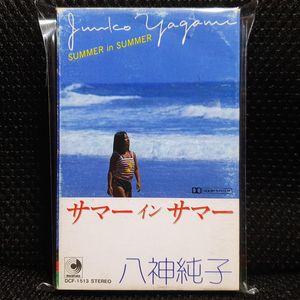 Junko Yagami
SUMMER in SUMMER
サマー イン サマー
DCF-1513 STEREO
八神純子